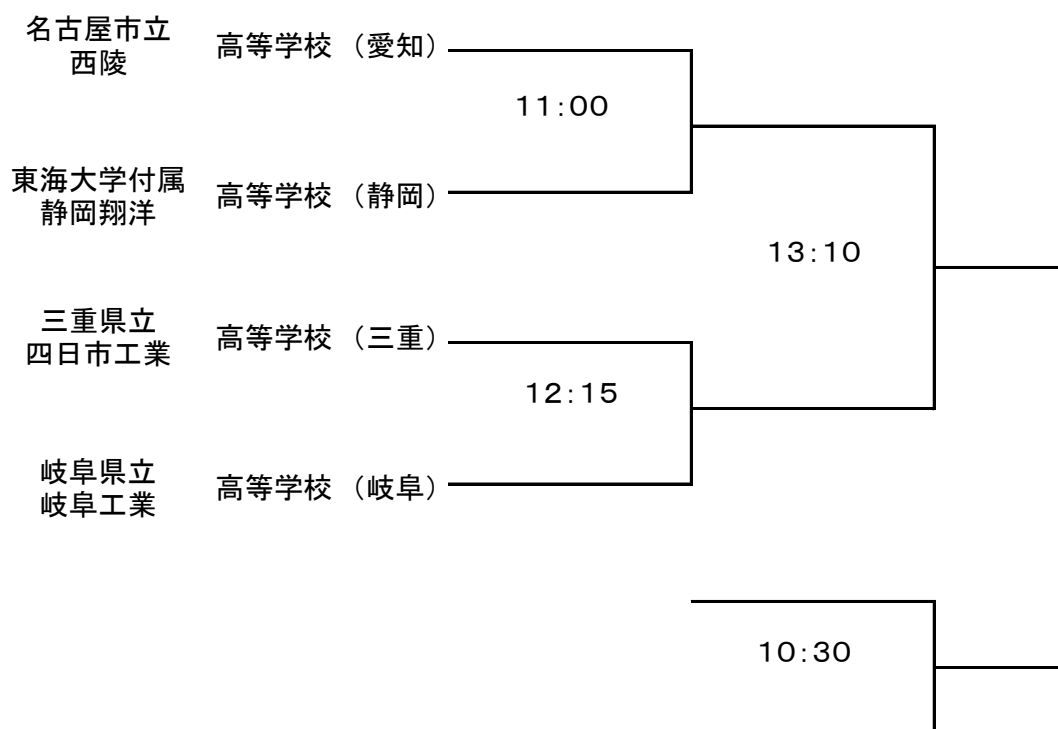 名古屋市立
西陵
高等学校 （愛知）
11：00
東海大学付属
静岡翔洋
高等学校 （静岡）
13：10
三重県立
四日市工業
高等学校 （三重）
12：15
岐阜県立
岐阜工業
高等学校 （岐阜）
10：30